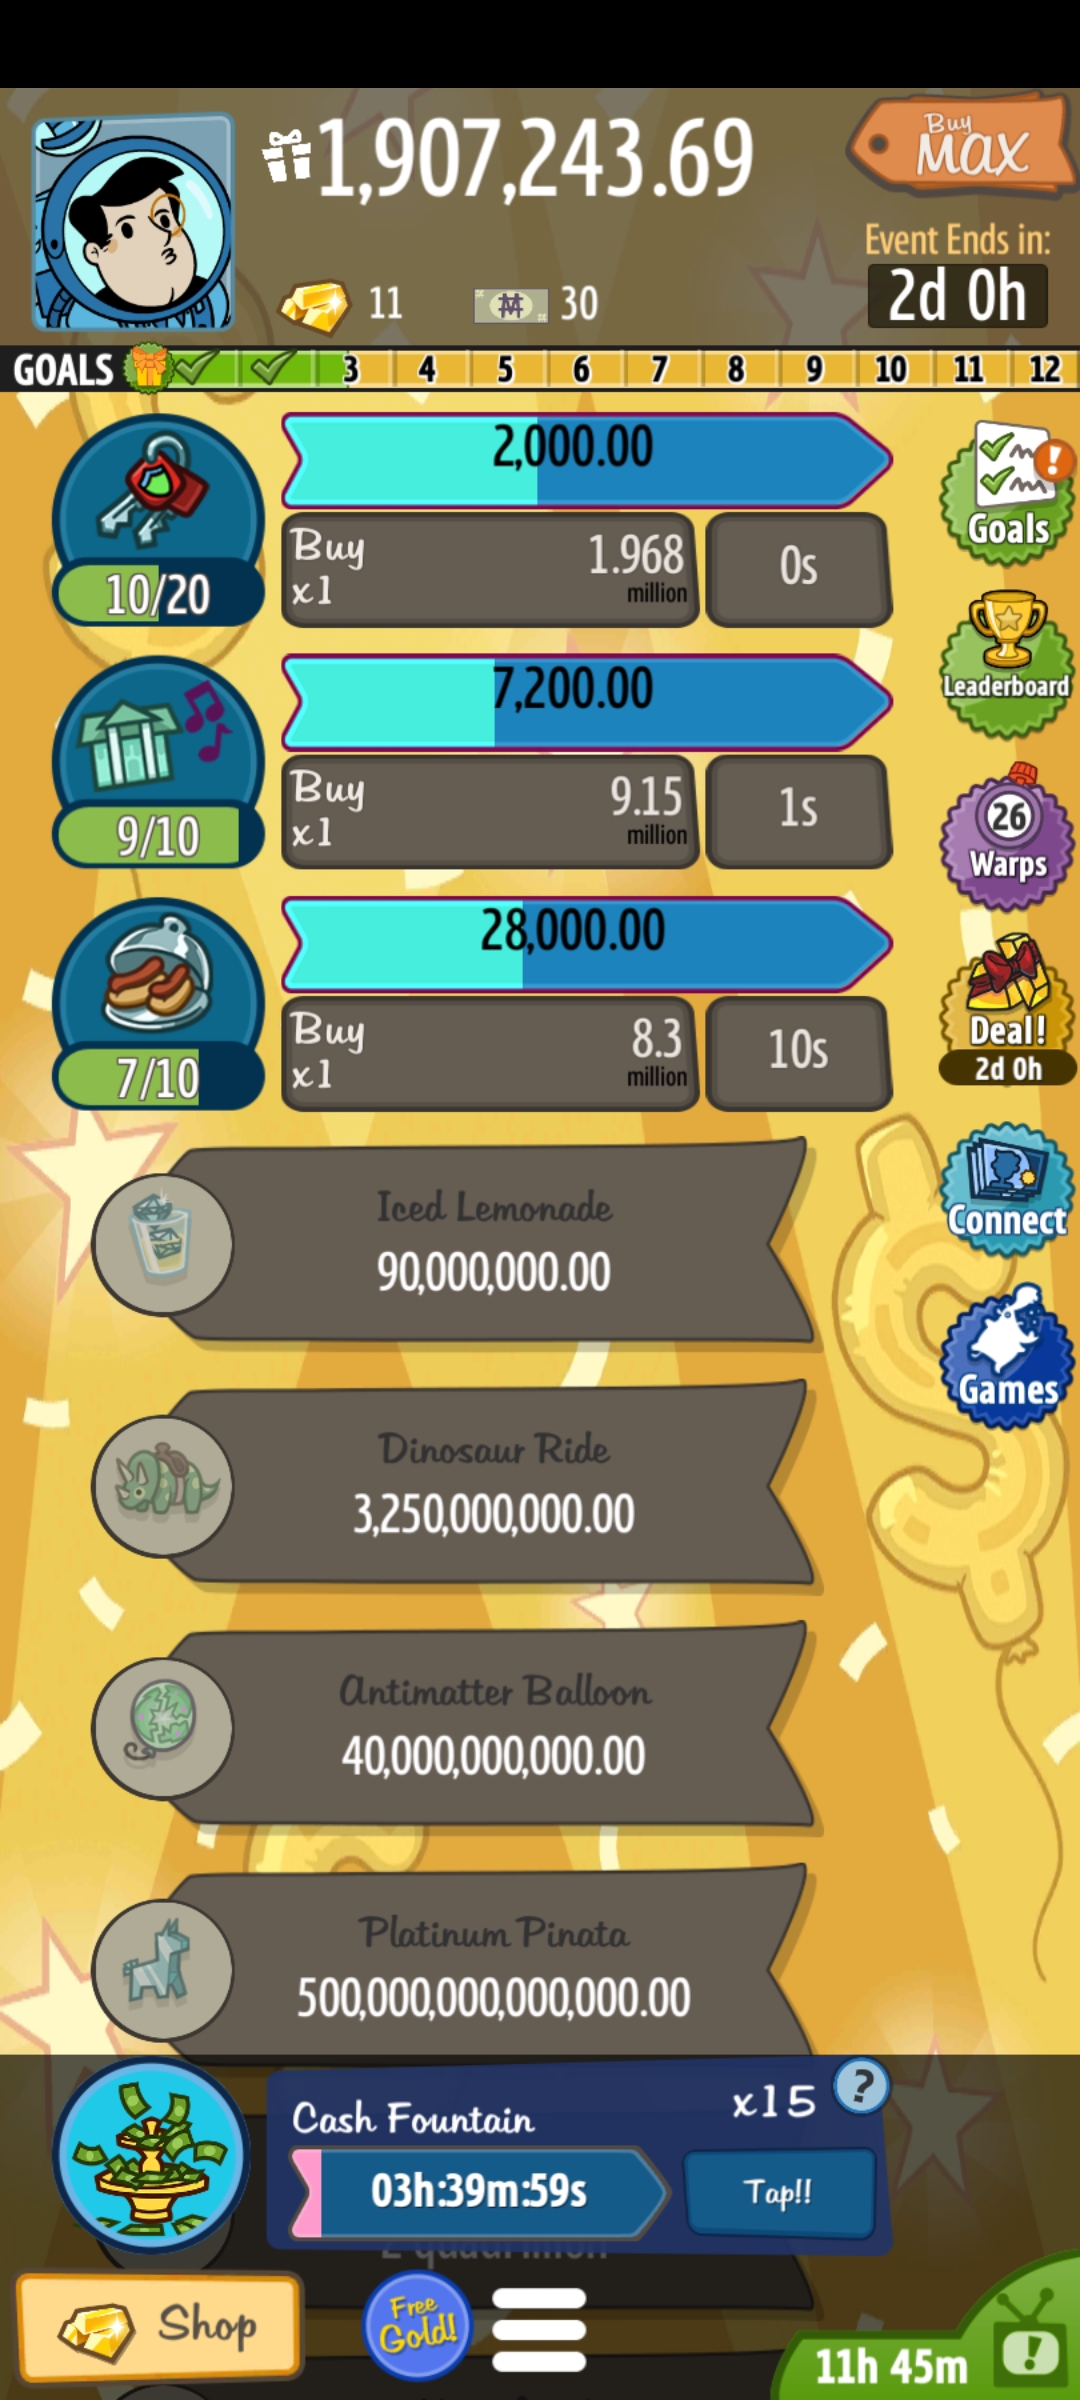 1,907,243.69
Buy
MAX
Event Ends in:
2d 0h
11
30
GOALS
3 4 5 6 7 8 9 10 11 12
2,000.00
10/20
Buy
x1
1.968
million
0s
Goals
7,200.00
9/10
Buy
x1
9.15
million
1s
Leaderboard
26
Warps
28,000.00
7/10
Buy
x1
8.3
million
10s
Deal!
2d 0h
Iced Lemonade
90,000,000.00
Connect
Dinosaur Ride
3,250,000,000.00
Games
Antimatter Balloon
40,000,000,000.00
Platinum Pinata
500,000,000,000,000.00
Cash Fountain
x15
?
03h:39m:59s
Tap!!
2 quadrillion
Shop
Free
Gold!
11h 45m